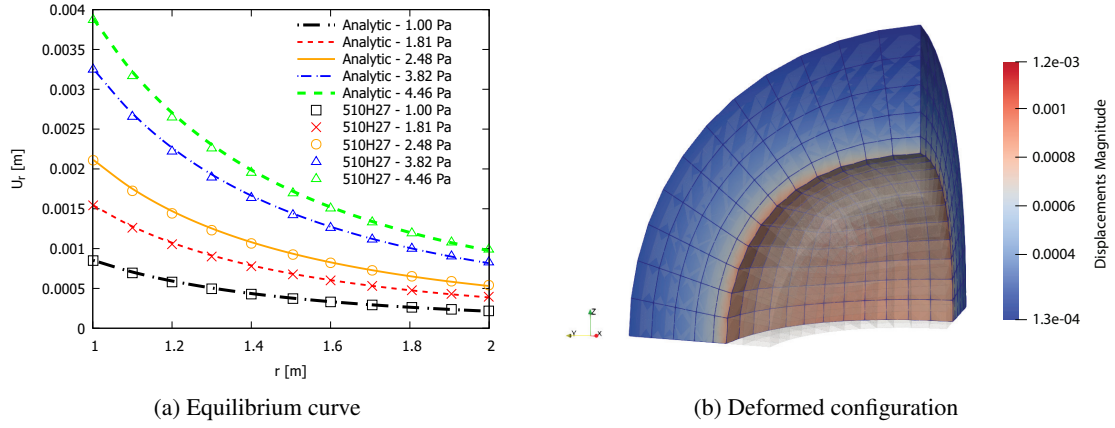 0.004
0.0035
0.003
0.0025
0.002
0.0015
0.001
0.0005
0
Ur [m]
1
1.2
1.4
1.6
1.8
2
r [m]
Analytic - 1.00 Pa
Analytic - 1.81 Pa
Analytic - 2.48 Pa
Analytic - 3.82 Pa
Analytic - 4.46 Pa
510H27 - 1.00 Pa
510H27 - 1.81 Pa
510H27 - 2.48 Pa
510H27 - 3.82 Pa
510H27 - 4.46 Pa
(a) Equilibrium curve
Z
Y
X
1.2e-03
0.001
0.0008
0.0006
0.0004
1.3e-04
Displacements Magnitude
(b) Deformed configuration